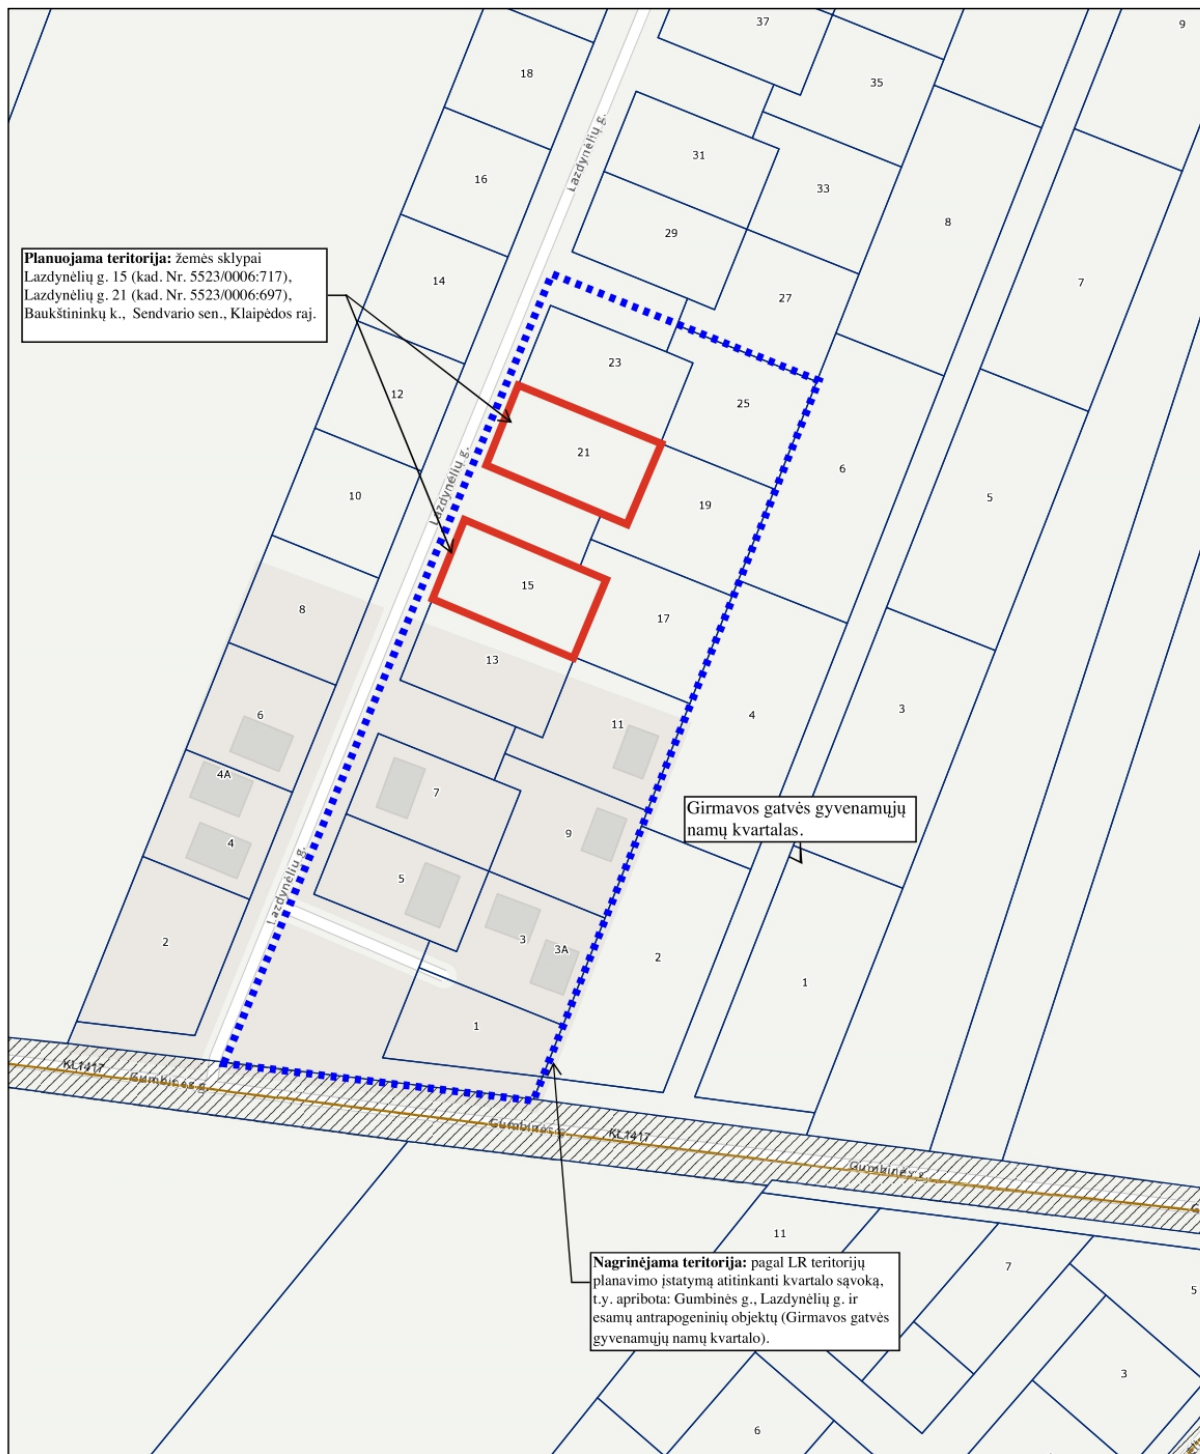 37
9
18
35
Lazdynėlių g.
31
16
33
8
29
Planuojama teritorija: žemės sklypai
Lazdynėlių g. 15 (kad. Nr. 5523/0006:717),
Lazdynėlių g. 21 (kad. Nr. 5523/0006:697),
Baukštininkų k., Sendvario sen., Klaipėdos raj.
14
27
7
23
12
25
21
6
Lazdynėlių g.
10
19
5
15
8
17
13
6
11
4
3
4A
7
Girmavos gatvės gyvenamųjų
namų kvartalas.
9
4
5
Lazdynėlių g.
2
3
3A
2
1
1
KL1417
Gumbinės g.
Gumbinės g.
KL1417
Gumbinės g.
G
11
7
5
Nagrinėjama teritorija: pagal LR teritorijų
planavimo įstatymą atitinkanti kvartalo sąvoką,
t.y. apribota: Gumbinės g., Lazdynėlių g. ir
esamų antrapogeninių objektų (Girmavos gatvės
gyvenamųjų namų kvartalo).
3
6